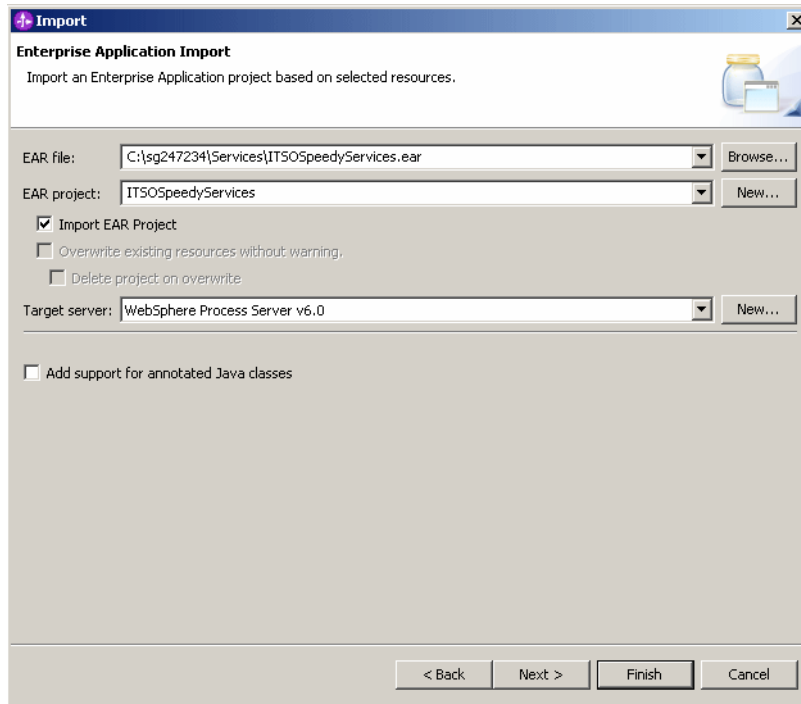 Import
Enterprise Application Import
Import an Enterprise Application project based on selected resources.
EAR file: C:\sg247234\Services\ITSOSpeedyServices.ear Browse...
EAR project: ITSOSpeedyServices New...
Import EAR Project
Overwrite existing resources without warning.
Delete project on overwrite
Target server: WebSphere Process Server v6.0 New...
Add support for annotated Java classes
< Back Next > Finish Cancel